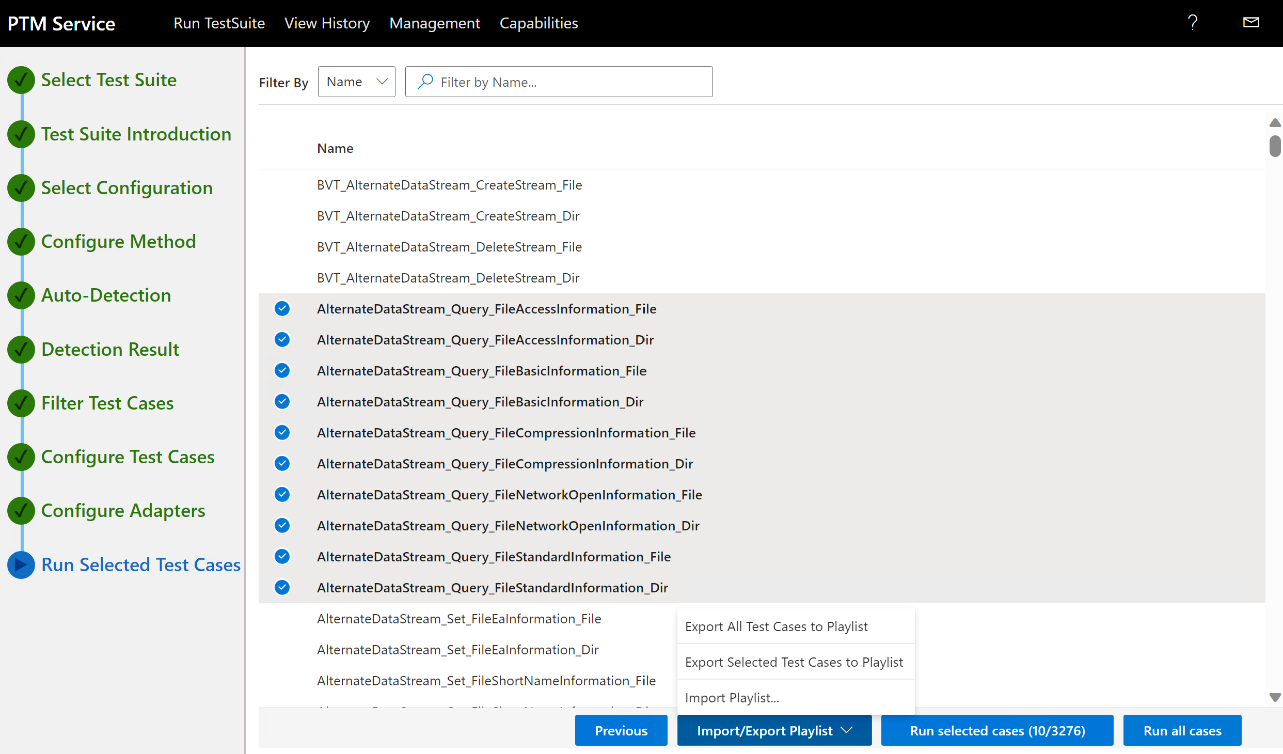 PTM Service
Run TestSuite
View History
Management
Capabilities
?
Select Test Suite
Test Suite Introduction
Select Configuration
Configure Method
Auto-Detection
Detection Result
Filter Test Cases
Configure Test Cases
Configure Adapters
Run Selected Test Cases
Filter By
Name
Filter by Name...
Name
BVT_AlternateDataStream_CreateStream_File
BVT_AlternateDataStream_CreateStream_Dir
BVT_AlternateDataStream_DeleteStream_File
BVT_AlternateDataStream_DeleteStream_Dir
AlternateDataStream_Query_FileAccessInformation_File
AlternateDataStream_Query_FileAccessInformation_Dir
AlternateDataStream_Query_FileBasicInformation_File
AlternateDataStream_Query_FileBasicInformation_Dir
AlternateDataStream_Query_FileCompressionInformation_File
AlternateDataStream_Query_FileCompressionInformation_Dir
AlternateDataStream_Query_FileNetworkOpenInformation_File
AlternateDataStream_Query_FileNetworkOpenInformation_Dir
AlternateDataStream_Query_FileStandardInformation_File
AlternateDataStream_Query_FileStandardInformation_Dir
AlternateDataStream_Set_FileEaInformation_File
AlternateDataStream_Set_FileEaInformation_Dir
AlternateDataStream_Set_FileShortNameInformation_File
Export All Test Cases to Playlist
Export Selected Test Cases to Playlist
Import Playlist...
Previous
Import/Export Playlist
Run selected cases (10/3276)
Run all cases